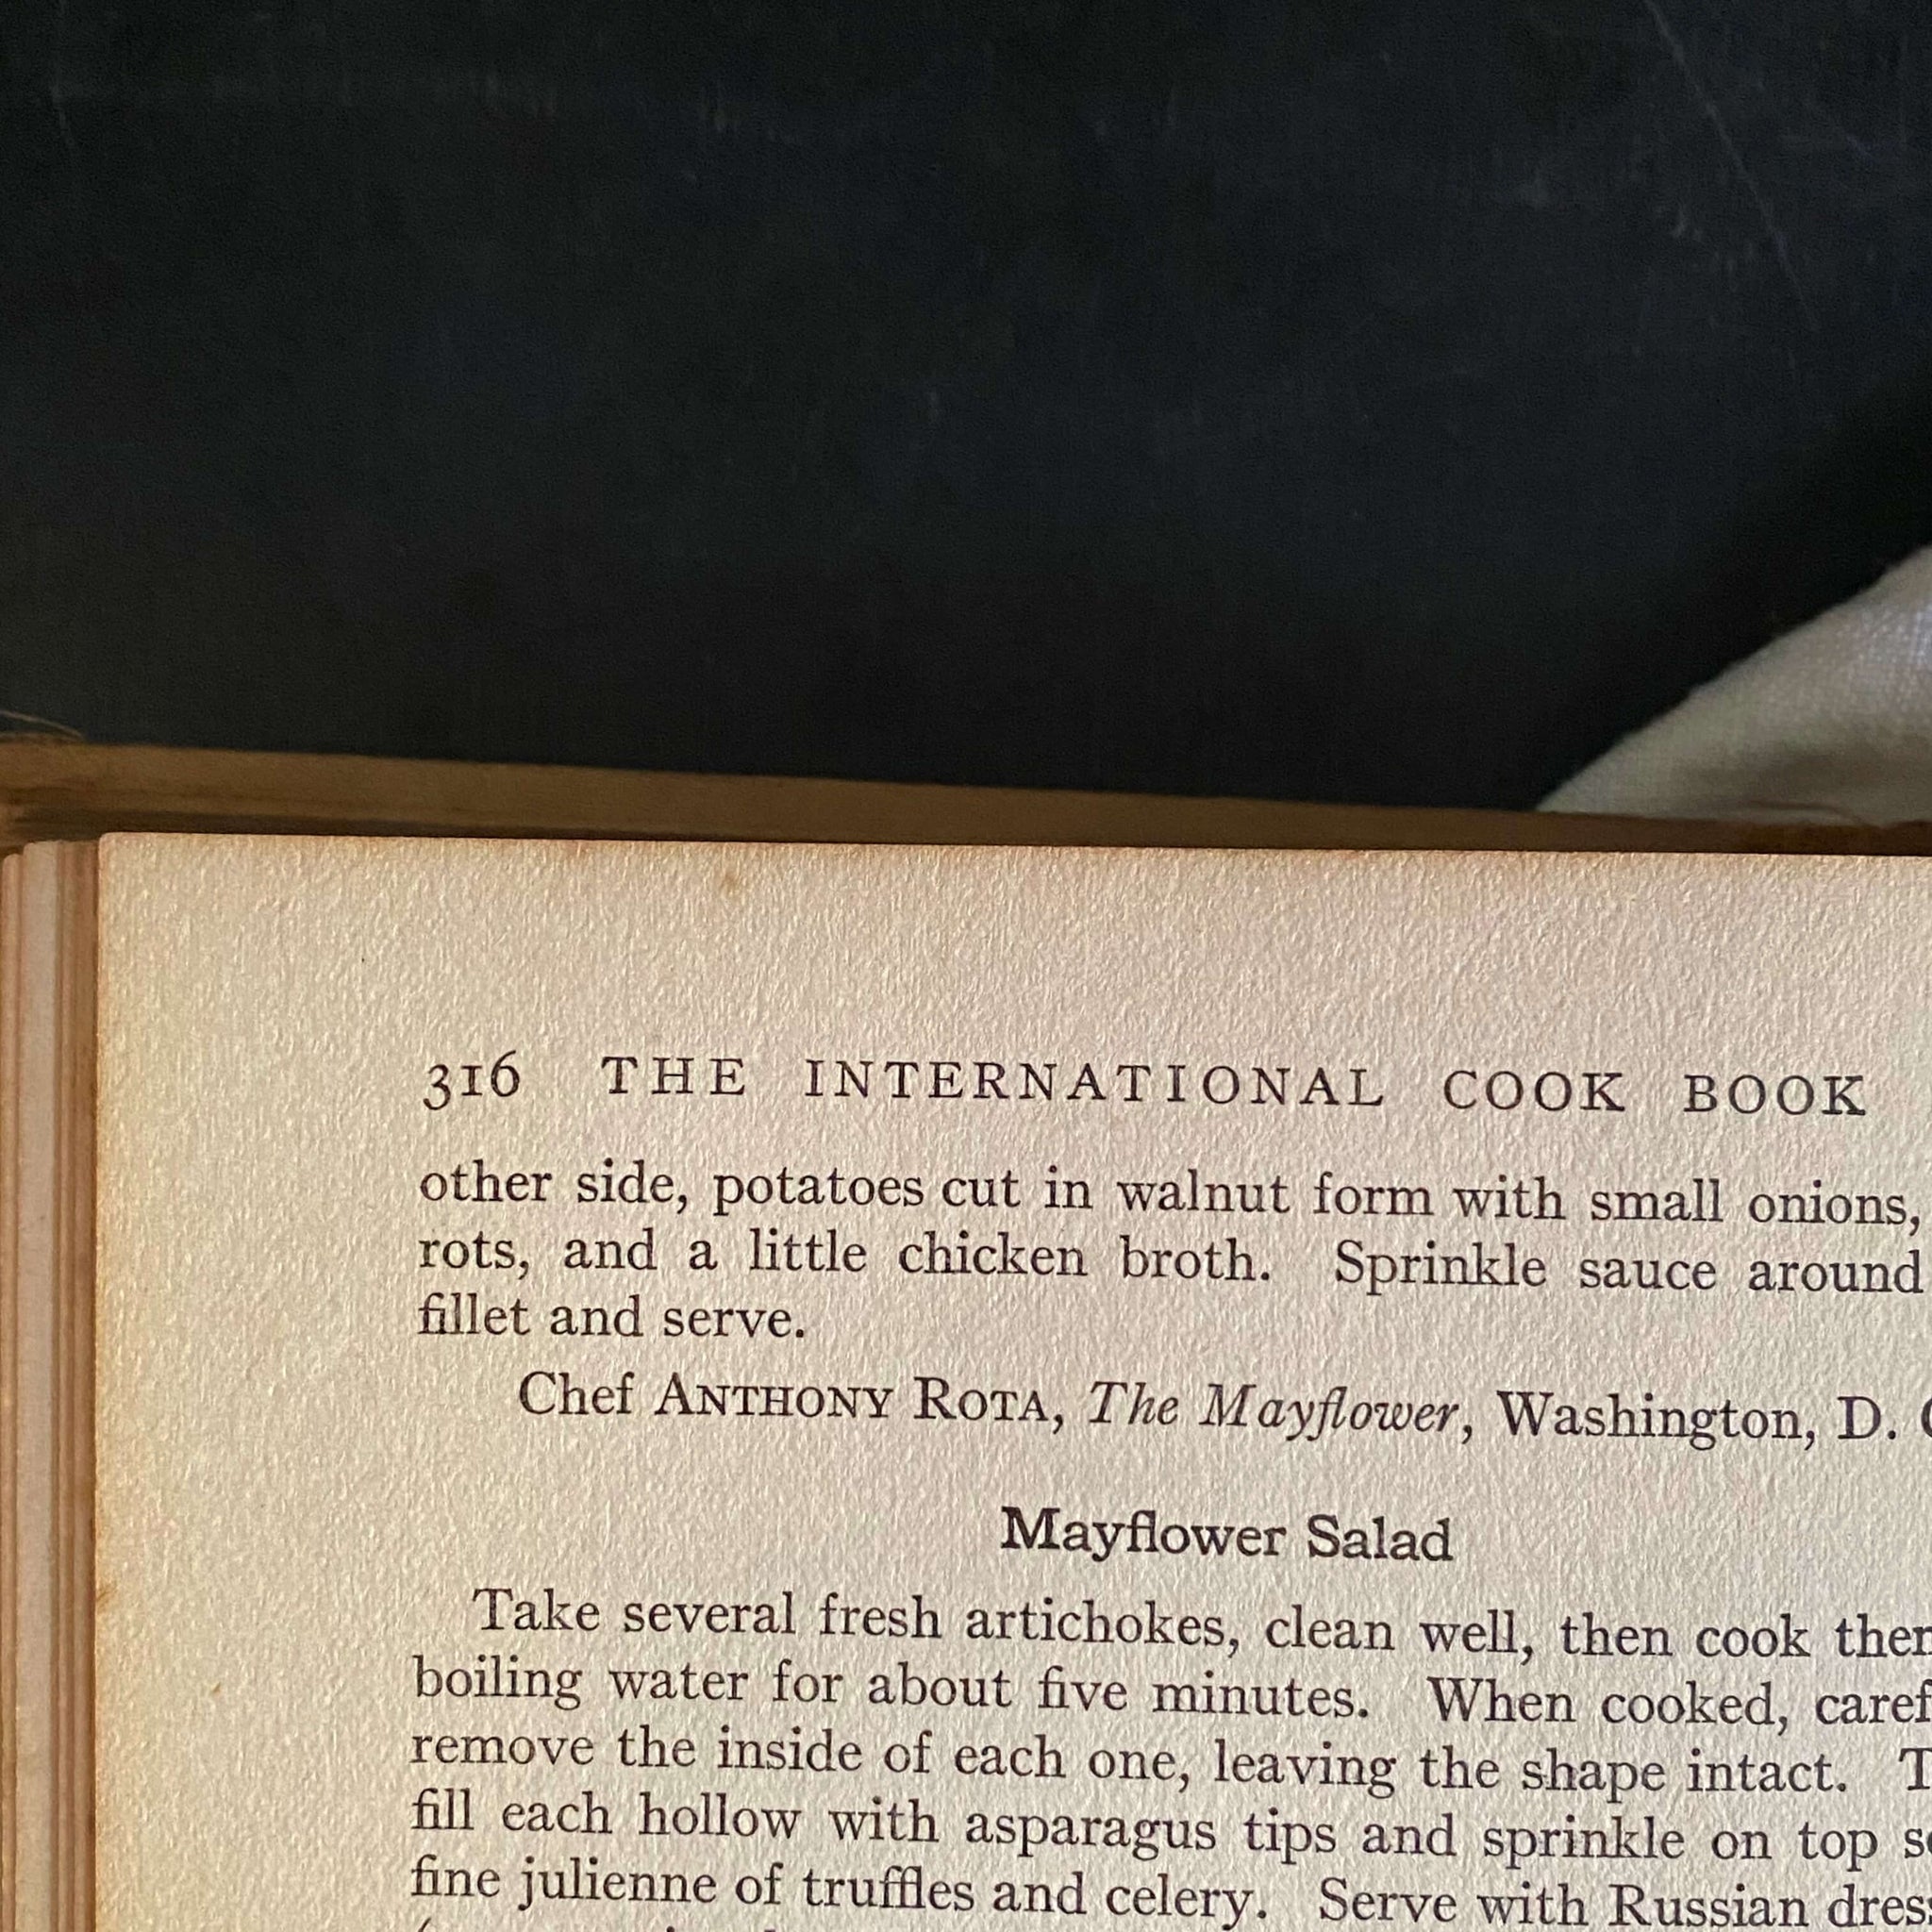 316 THE INTERNATIONAL COOK BOOK
other side, potatoes cut in walnut form with small onions,
rots, and a little chicken broth. Sprinkle sauce around
fillet and serve.
Chef ANTHONY ROTA, The Mayflower, Washington, D.
Mayflower Salad
Take several fresh artichokes, clean well, then cook
boiling water for about five minutes. When cooked,
remove the inside of each one, leaving the shape intact.
fill each hollow with asparagus tips and sprinkle on top
fine julienne of truffles and celery. Serve with Russian